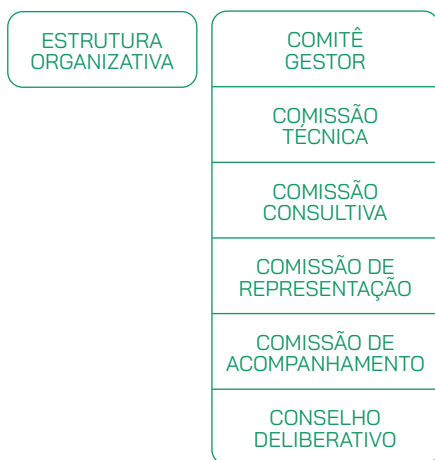 ESTRUTURA
ORGANIZATIVA
COMITÊ
GESTOR
COMISSÃO
TÉCNICA
COMISSÃO
CONSULTIVA
COMISSÃO DE
REPRESENTAÇÃO
COMISSÃO DE
ACOMPANHAMENTO
CONSELHO
DELIBERATIVO